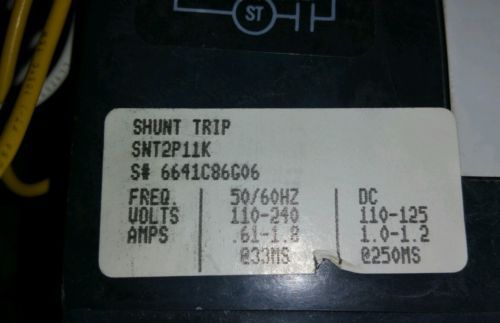 ST
SHUNT TRIP
SNT2P11K
S# 6641C86G06
FREQ. 50/60HZ DC
VOLTS 110-240 110-125
AMPS .61-1.8 1.0-1.2
@33MS @250MS